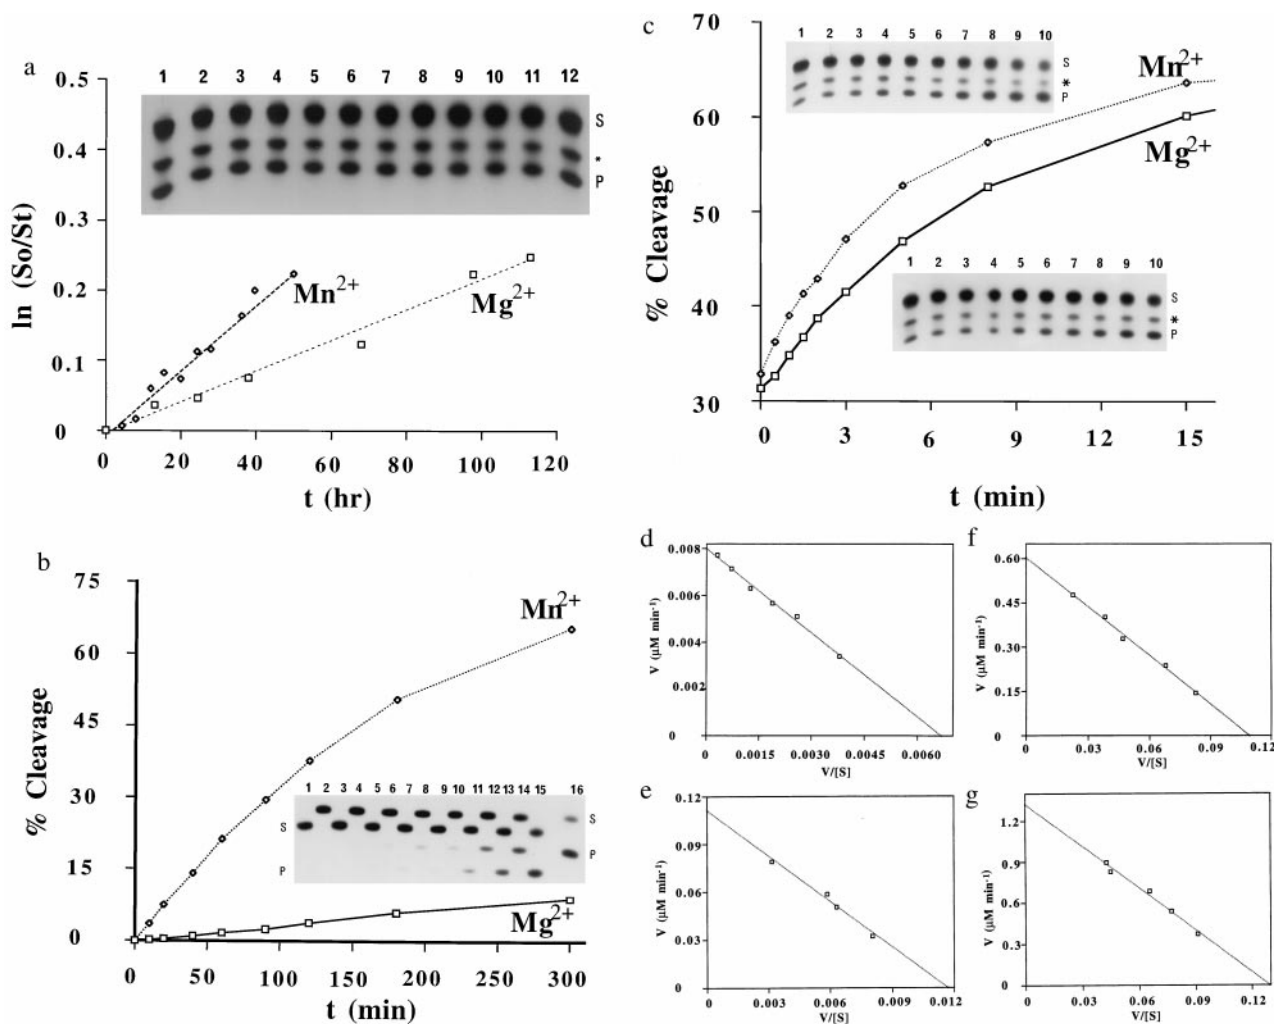 a
0.5
0.4
0.3
0.2
0.1
0
ln (So/St)
1 2 3 4 5 6 7 8 9 10 11 12
S
*
P
Mn2+
Mg2+
0 20 40 60 80 100 120
t (hr)
b
75
60
45
30
15
0
% Cleavage
Mn2+
1 2 3 4 5 6 7 8 9 10 11 12 13 14 15 16
S
S
P
P
Mg2+
0 50 100 150 200 250 300
t (min)
c
70
60
50
40
30
% Cleavage
1 2 3 4 5 6 7 8 9 10
S
*
P
Mn2+
Mg2+
1 2 3 4 5 6 7 8 9 10
S
*
P
0 3 6 9 12 15
t (min)
d
0.008
0.006
0.004
0.002
0
V (μM min-1)
0 0.0015 0.0030 0.0045 0.0060
V/[S]
e
0.12
0.09
0.06
0.03
0
V (μM min-1)
0 0.003 0.006 0.009 0.012
V/[S]
f
0.60
0.45
0.30
0.15
0
V (μM min-1)
0 0.03 0.06 0.09 0.12
V/[S]
g
1.2
0.9
0.6
0.3
0
V (μM min-1)
0 0.03 0.06 0.09 0.12
V/[S]